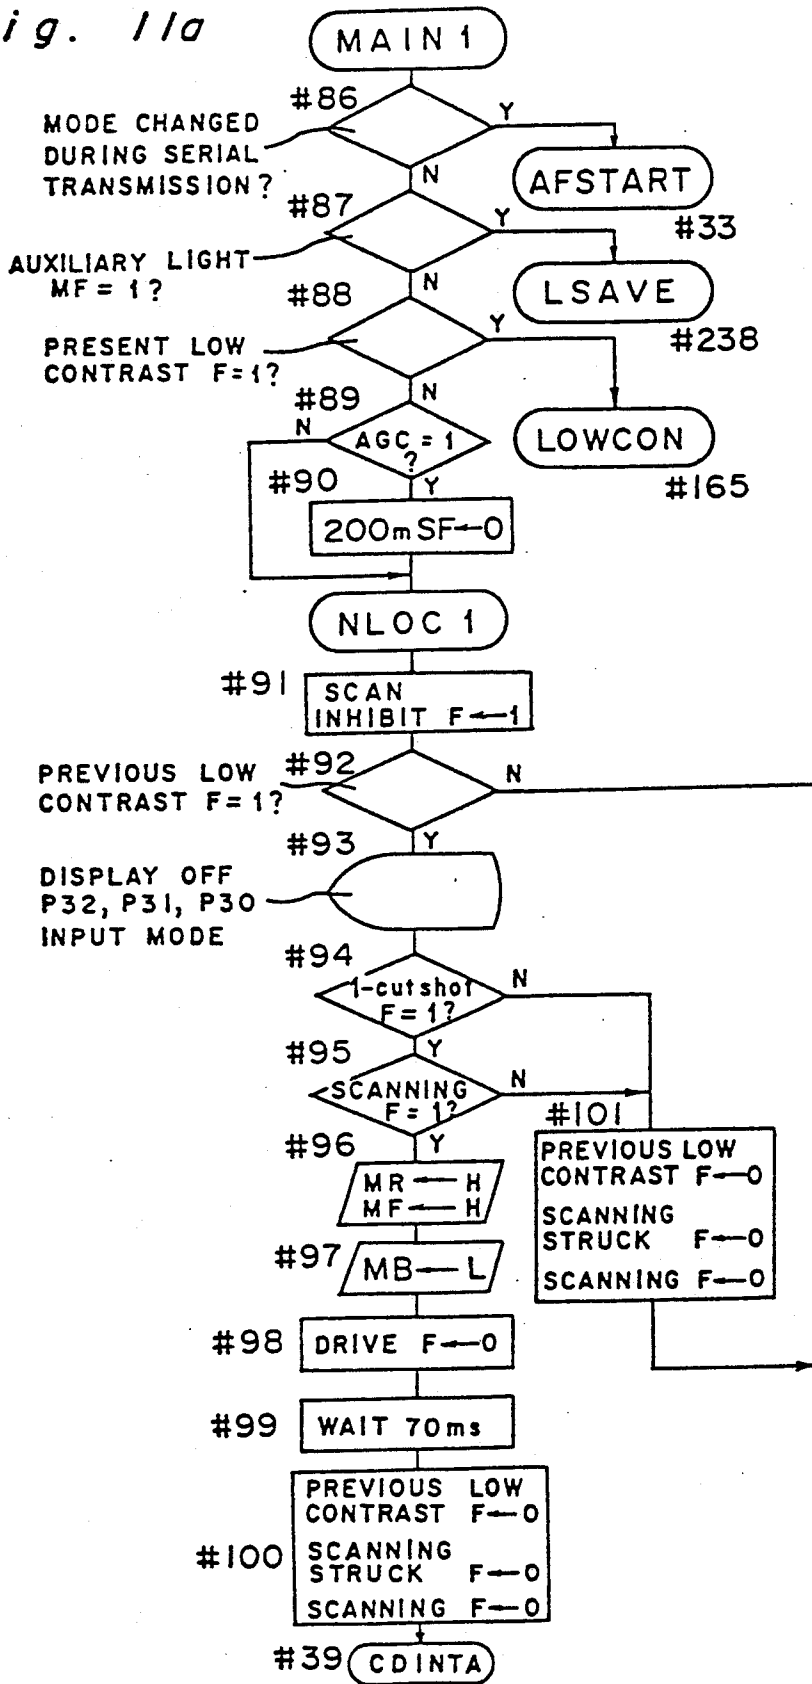 ig. 11a
MAIN 1
#86
MODE CHANGED
DURING SERIAL
TRANSMISSION?
Y
N
AFSTART
#33
#87
AUXILIARY LIGHT
MF = 1?
Y
N
LSAVE
#238
#88
PRESENT LOW
CONTRAST F=1?
Y
N
LOWCON
#165
#89
N
AGC = 1
?
Y
#90
200mSF←0
NLOC 1
#91
SCAN
INHIBIT F←1
#92
PREVIOUS LOW
CONTRAST F=1?
N
Y
#93
DISPLAY OFF
P32, P31, P30
INPUT MODE
#94
1-cutshot
F=1?
N
Y
#95
SCANNING
F=1?
N
Y
#101
PREVIOUS LOW
CONTRAST F←0
SCANNING
STRUCK F←0
SCANNING F←0
#96
MR←H
MF←H
#97
MB←L
#98
DRIVE F←0
#99
WAIT 70ms
#100
PREVIOUS LOW
CONTRAST F←0
SCANNING
STRUCK F←0
SCANNING F←0
#39
CDINTA